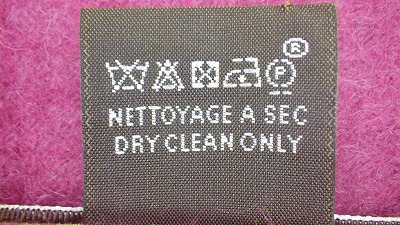 ®
P
NETTOYAGE A SEC
DRY CLEAN ONLY